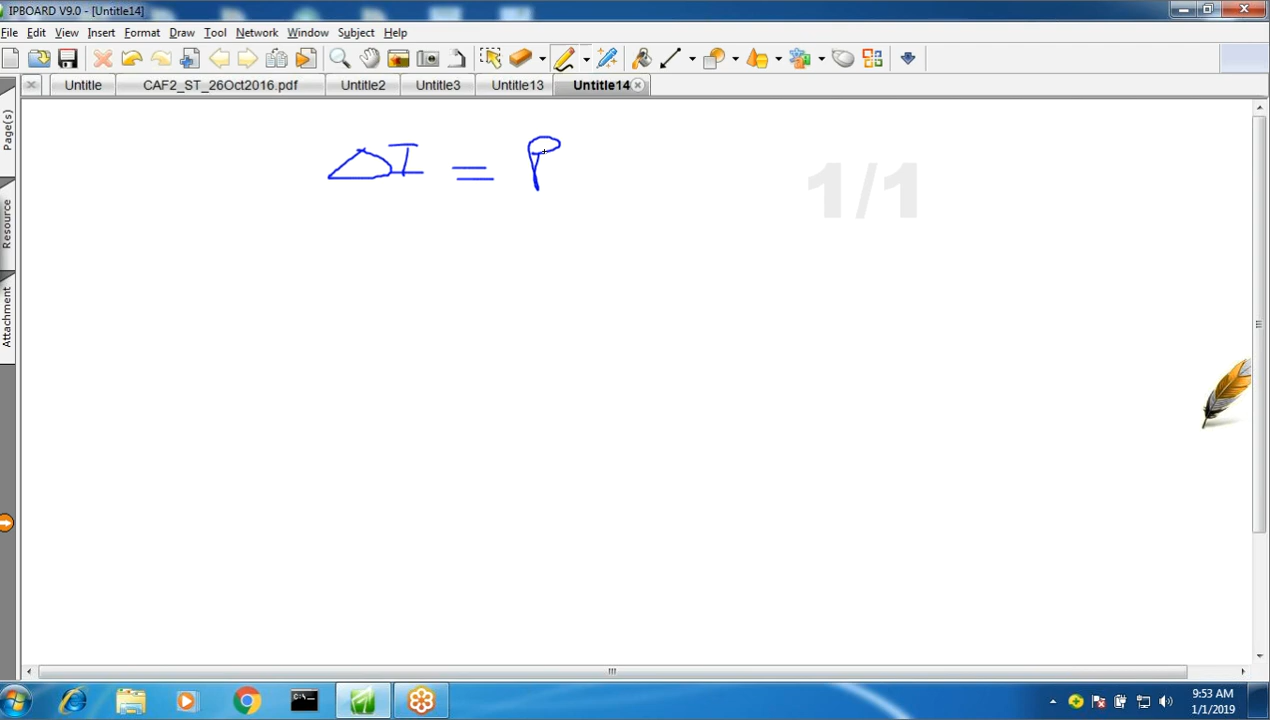 IPBOARD V9.0 - [Untitle14]
File Edit View Insert Format Draw Tool Network Window Subject Help
Untitle CAF2_ST_26Oct2016.pdf Untitle2 Untitle3 Untitle13 Untitle14
Page(s)
Resource
Attachment
ΔI = P
1/1
9:53 AM
1/1/2019